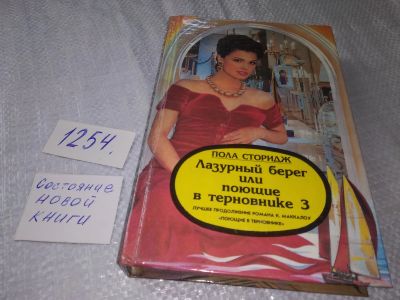 1254.
состояние
новой
книги
ПОЛА СТОРИДЖ
Лазурный берег
или
поющие
в терновнике 3
ЛУЧШЕЕ ПРОДОЛЖЕНИЕ РОМАНА К. МАККАЛОУ
«ПОЮЩИЕ В ТЕРНОВНИКЕ»